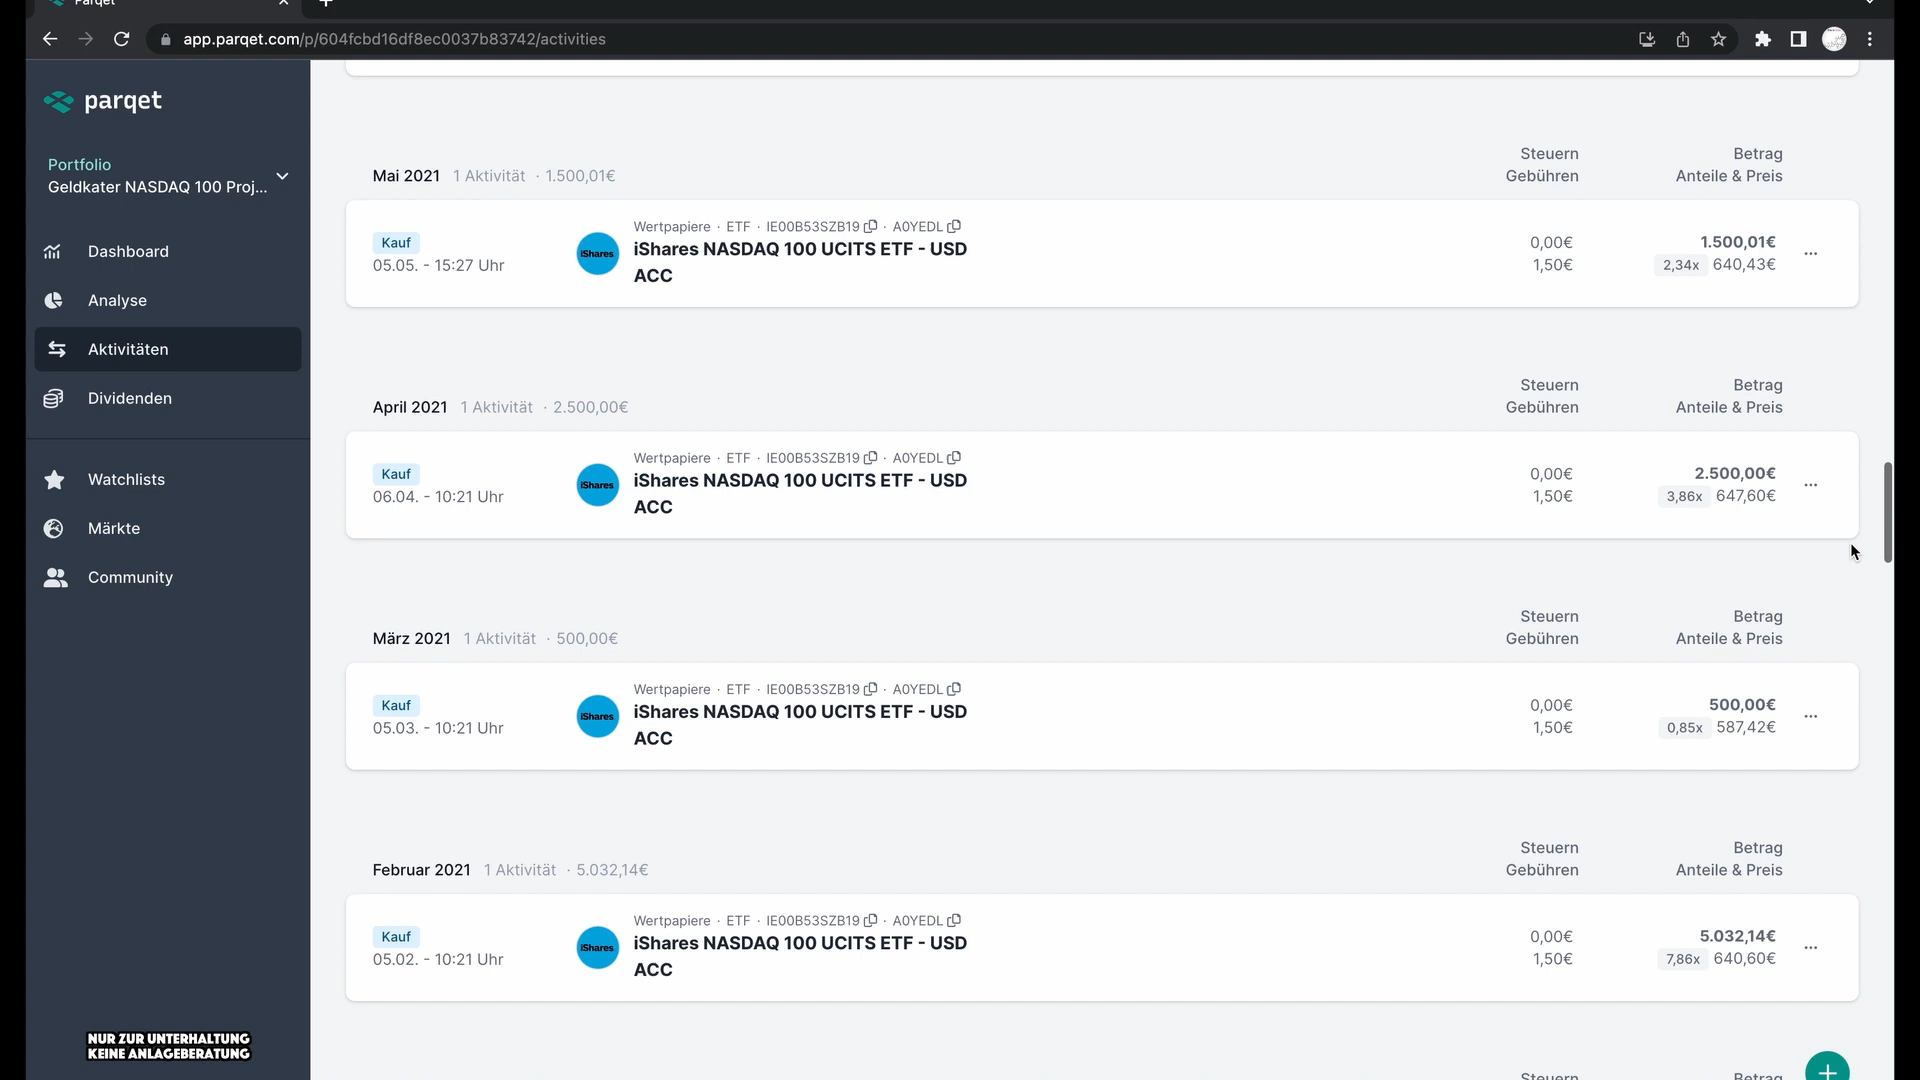 Parqet
app.parqet.com/p/604fcbd16df8ec0037b83742/activities
parqet
Portfolio
Geldkater NASDAQ 100 Proj...
Dashboard
Analyse
Aktivitäten
Dividenden
Watchlists
Märkte
Community
NUR ZUR UNTERHALTUNG
KEINE ANLAGEBERATUNG
Steuern Betrag
Mai 2021 1 Aktivität · 1.500,01€ Gebühren Anteile & Preis
Wertpapiere · ETF · IE00B53SZB19 · A0YEDL
Kauf iShares iShares NASDAQ 100 UCITS ETF - USD 0,00€ 1.500,01€ ...
05.05. - 15:27 Uhr ACC 1,50€ 2,34x 640,43€
Steuern Betrag
April 2021 1 Aktivität · 2.500,00€ Gebühren Anteile & Preis
Wertpapiere · ETF · IE00B53SZB19 · A0YEDL
Kauf iShares iShares NASDAQ 100 UCITS ETF - USD 0,00€ 2.500,00€ ...
06.04. - 10:21 Uhr ACC 1,50€ 3,86x 647,60€
Steuern Betrag
März 2021 1 Aktivität · 500,00€ Gebühren Anteile & Preis
Wertpapiere · ETF · IE00B53SZB19 · A0YEDL
Kauf iShares iShares NASDAQ 100 UCITS ETF - USD 0,00€ 500,00€ ...
05.03. - 10:21 Uhr ACC 1,50€ 0,85x 587,42€
Steuern Betrag
Februar 2021 1 Aktivität · 5.032,14€ Gebühren Anteile & Preis
Wertpapiere · ETF · IE00B53SZB19 · A0YEDL
Kauf iShares iShares NASDAQ 100 UCITS ETF - USD 0,00€ 5.032,14€ ...
05.02. - 10:21 Uhr ACC 1,50€ 7,86x 640,60€
Steuern Betrag